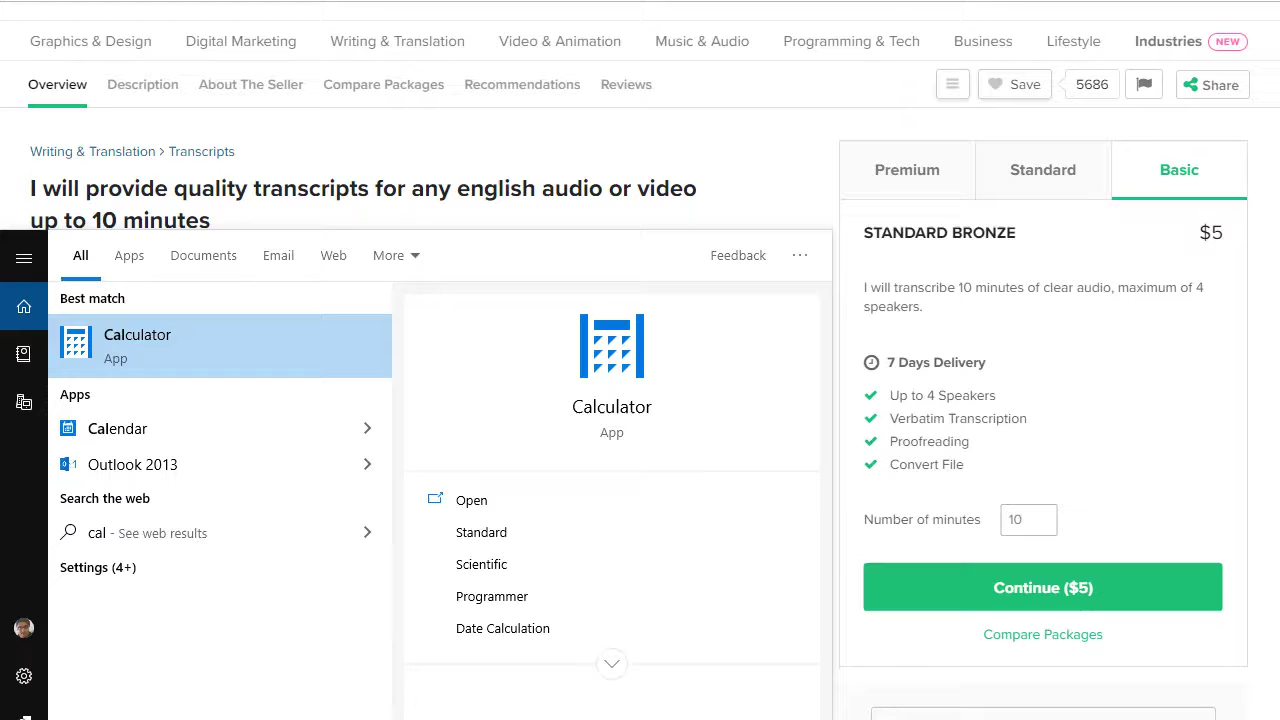 Graphics & Design Digital Marketing Writing & Translation Video & Animation Music & Audio Programming & Tech Business Lifestyle Industries NEW
Overview Description About The Seller Compare Packages Recommendations Reviews Save 5686 Share
Writing & Translation > Transcripts
I will provide quality transcripts for any english audio or video
up to 10 minutes
All Apps Documents Email Web More Feedback ...
Best match
Calculator
App
Apps
Calendar
Outlook 2013
Search the web
cal - See web results
Settings (4+)
Calculator
App
Open
Standard
Scientific
Programmer
Date Calculation
Premium Standard Basic
STANDARD BRONZE $5
I will transcribe 10 minutes of clear audio, maximum of 4
speakers.
7 Days Delivery
Up to 4 Speakers
Verbatim Transcription
Proofreading
Convert File
Number of minutes 10
Continue ($5)
Compare Packages